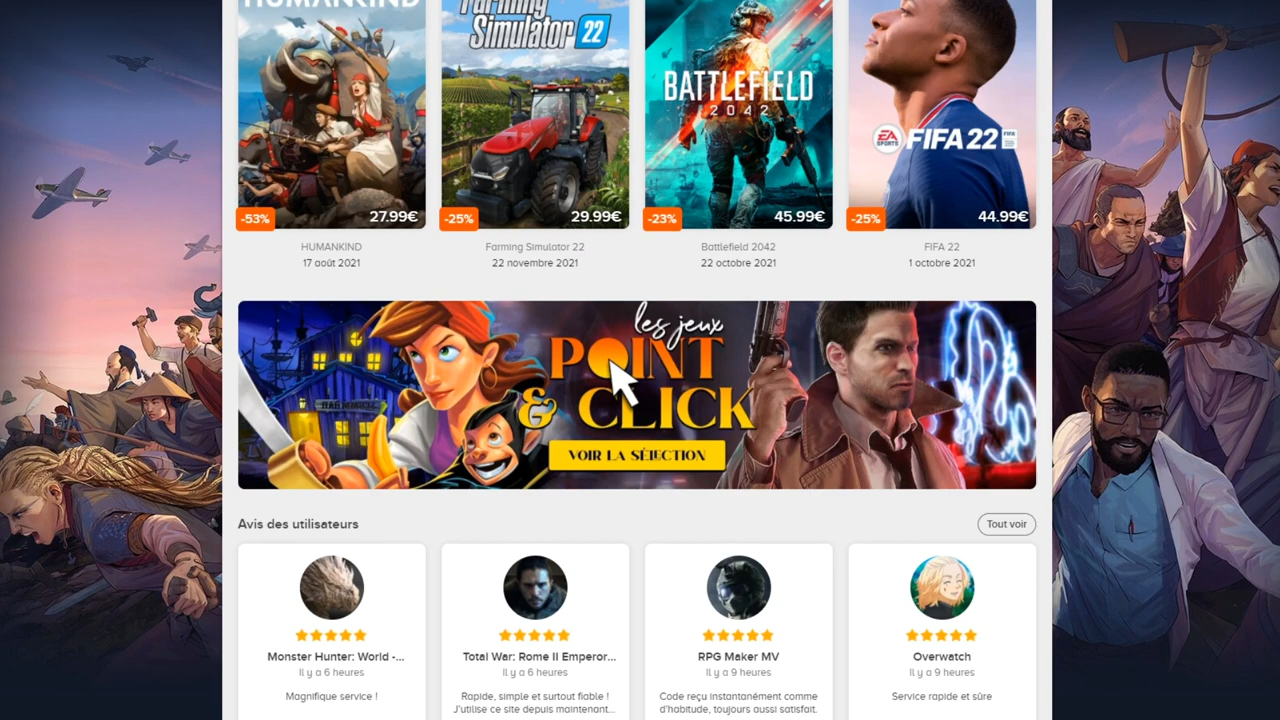 HUMANKIND
Farming
Simulator 22
BATTLEFIELD
2042
EA
SPORTS
FIFA 22
FIFA
-53%
27.99€
-25%
29.99€
-23%
45.99€
-25%
44.99€
HUMANKIND
Farming Simulator 22
Battlefield 2042
FIFA 22
17 août 2021
22 novembre 2021
22 octobre 2021
1 octobre 2021
les jeux
POINT
& CLICK
VOIR LA SÉLECTION
Avis des utilisateurs
Tout voir
Monster Hunter: World -...
Total War: Rome II Emperor...
RPG Maker MV
Overwatch
Il y a 6 heures
Il y a 6 heures
Il y a 9 heures
Il y a 9 heures
Magnifique service !
Rapide, simple et surtout fiable !
J'utilise ce site depuis maintenant...
Code reçu instantanément comme
d'habitude, toujours aussi satisfait.
Service rapide et sûre